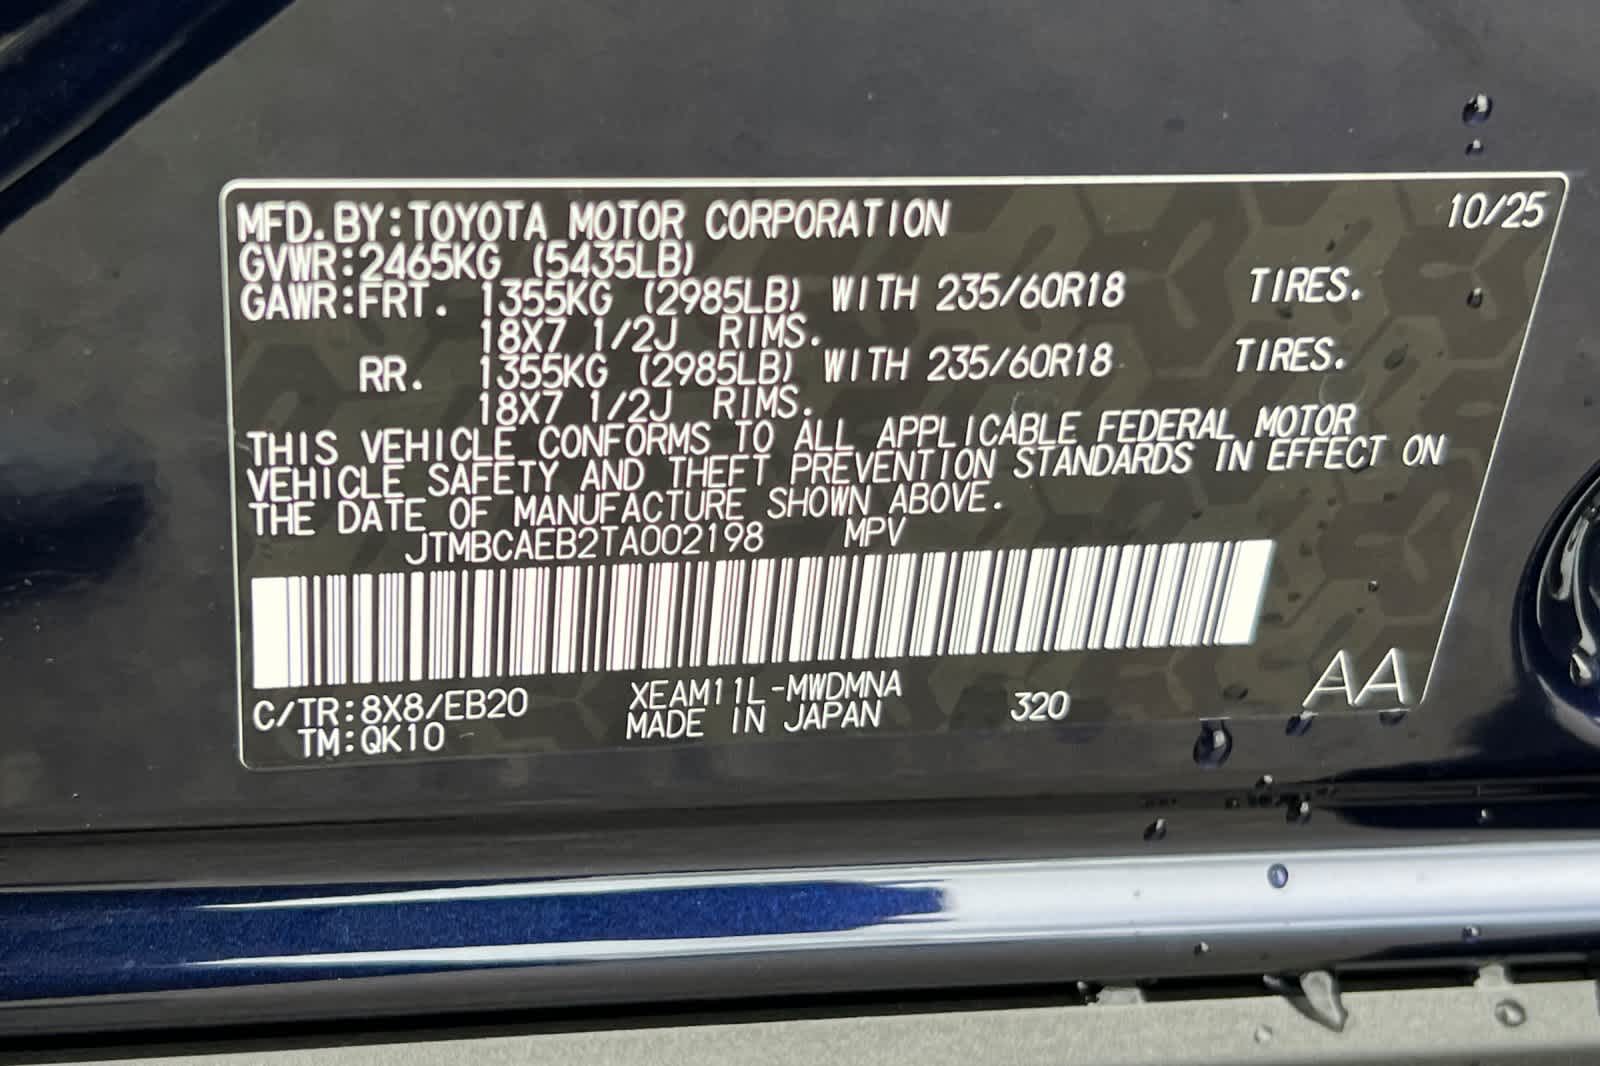 MFD. BY:TOYOTA MOTOR CORPORATION 10/25
GVWR:2465KG (5435LB)
GAWR:FRT. 1355KG (2985LB) WITH 235/60R18 TIRES.
18X7 1/2J RIMS.
RR. 1355KG (2985LB) WITH 235/60R18 TIRES.
18X7 1/2J RIMS.
THIS VEHICLE CONFORMS TO ALL APPLICABLE FEDERAL MOTOR
VEHICLE SAFETY AND THEFT PREVENTION STANDARDS IN EFFECT ON
THE DATE OF MANUFACTURE SHOWN ABOVE.
JTMBCAEB2TA002198 MPV
C/TR:8X8/EB20 XEAM11L-MWDMNA 320 AA
TM:QK10 MADE IN JAPAN